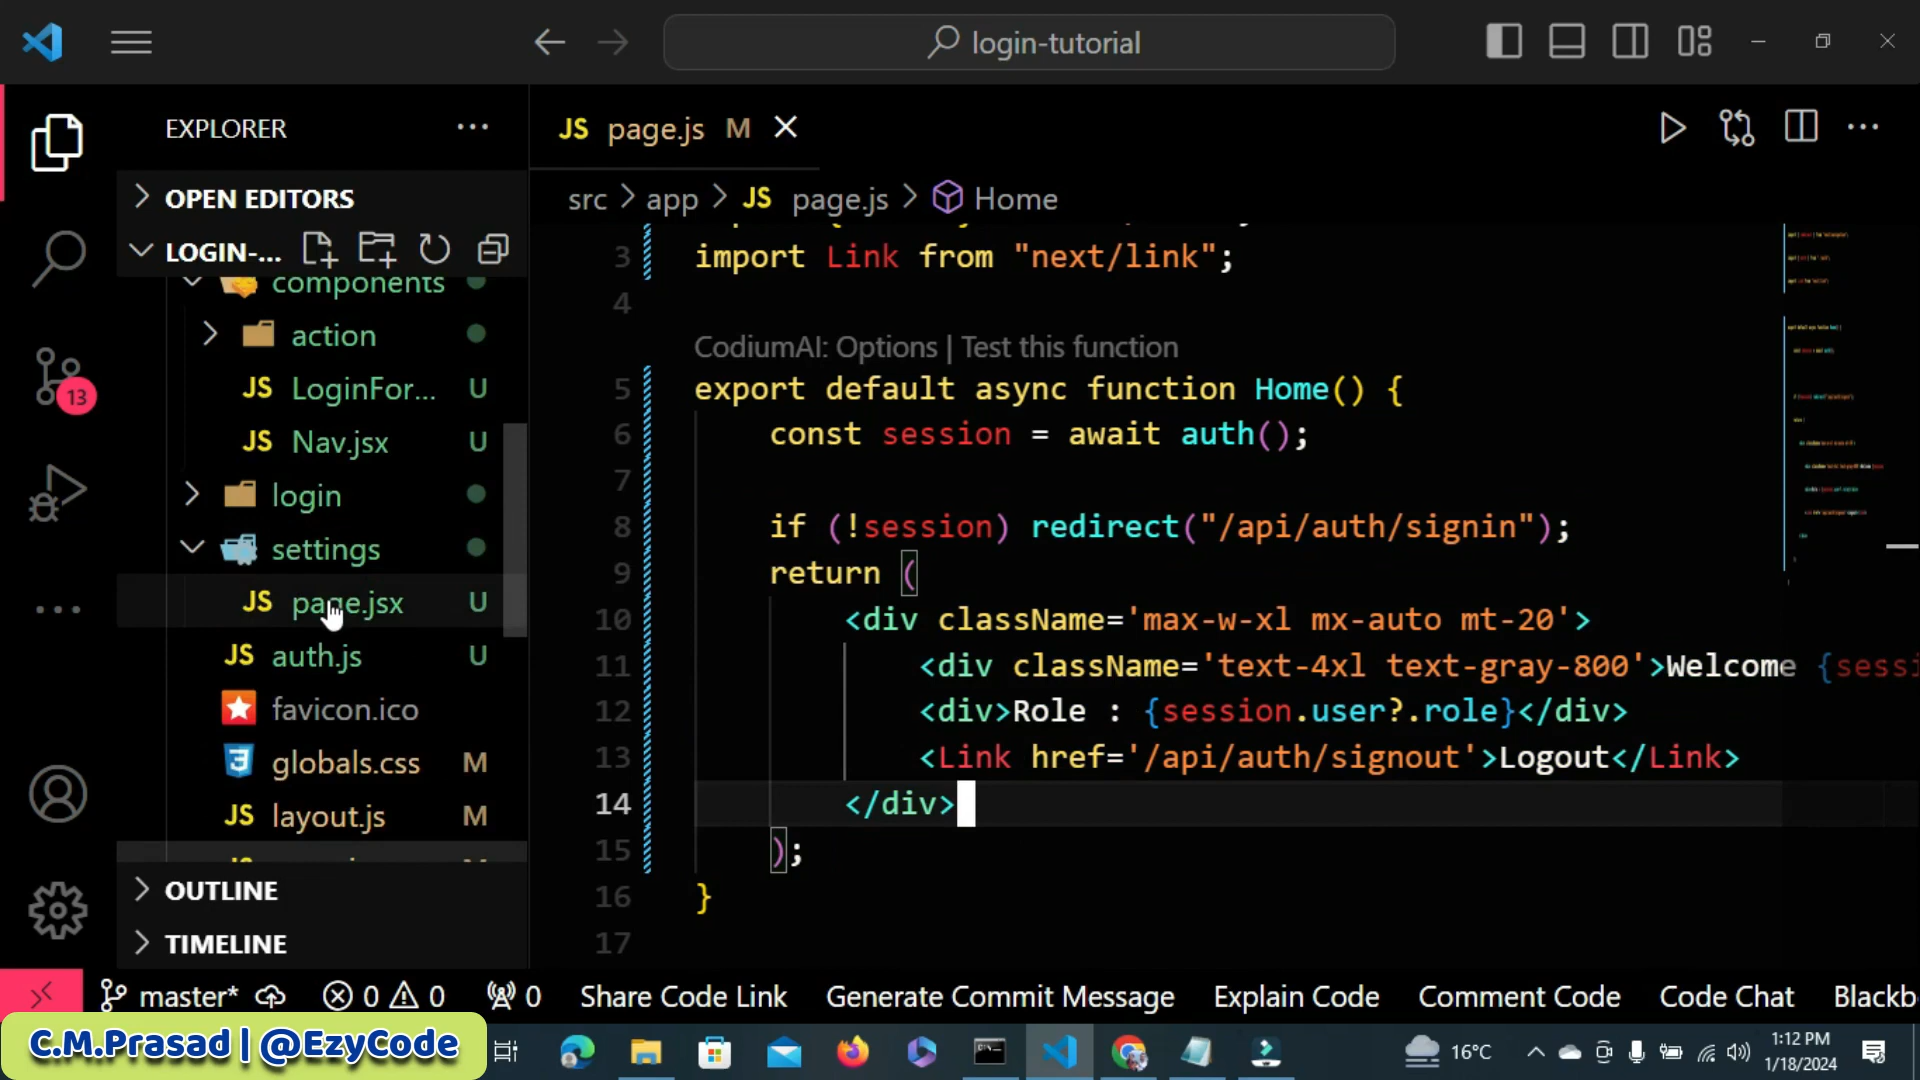 login-tutorial
EXPLORER
JS page.js M
OPEN EDITORS
src > app > JS page.js > Home
LOGIN-...
components
action
JS LoginFor... U
JS Nav.jsx U
login
settings
JS page.jsx U
JS auth.js U
favicon.ico
globals.css M
JS layout.js M
OUTLINE
TIMELINE
13
3 import Link from "next/link";
4
CodiumAI: Options | Test this function
5 export default async function Home() {
6 const session = await auth();
7
8 if (!session) redirect("/api/auth/signin");
9 return (
10 <div className='max-w-xl mx-auto mt-20'>
11 <div className='text-4xl text-gray-800'>Welcome {sessi
12 <div>Role : {session.user?.role}</div>
13 <Link href='/api/auth/signout'>Logout</Link>
14 </div>
15 );
16 }
17
master* 0 0 0 Share Code Link Generate Commit Message Explain Code Comment Code Code Chat Blackb
C.M.Prasad | @EzyCode
16°C
1:12 PM
1/18/2024